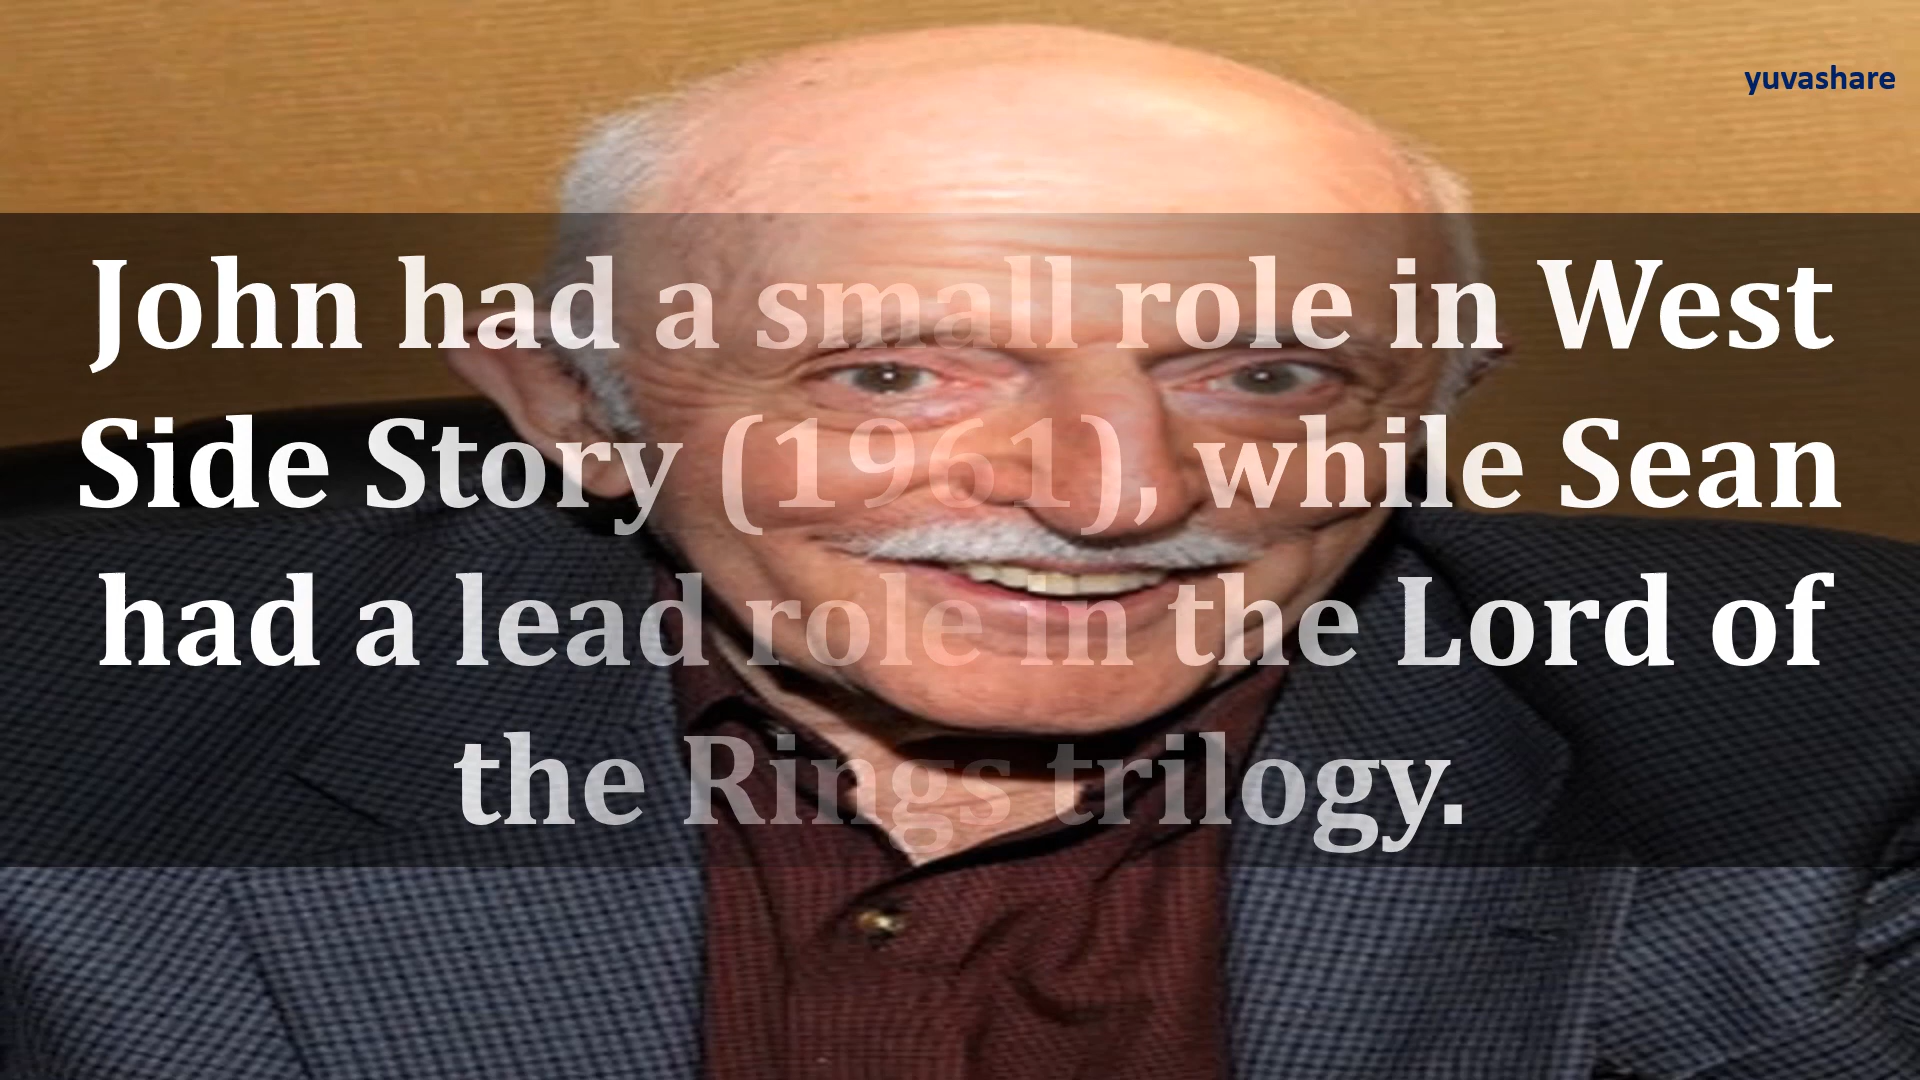 yuvashare
John had a small role in West
Side Story (1961), while Sean
had a lead role in the Lord of
the Rings trilogy.